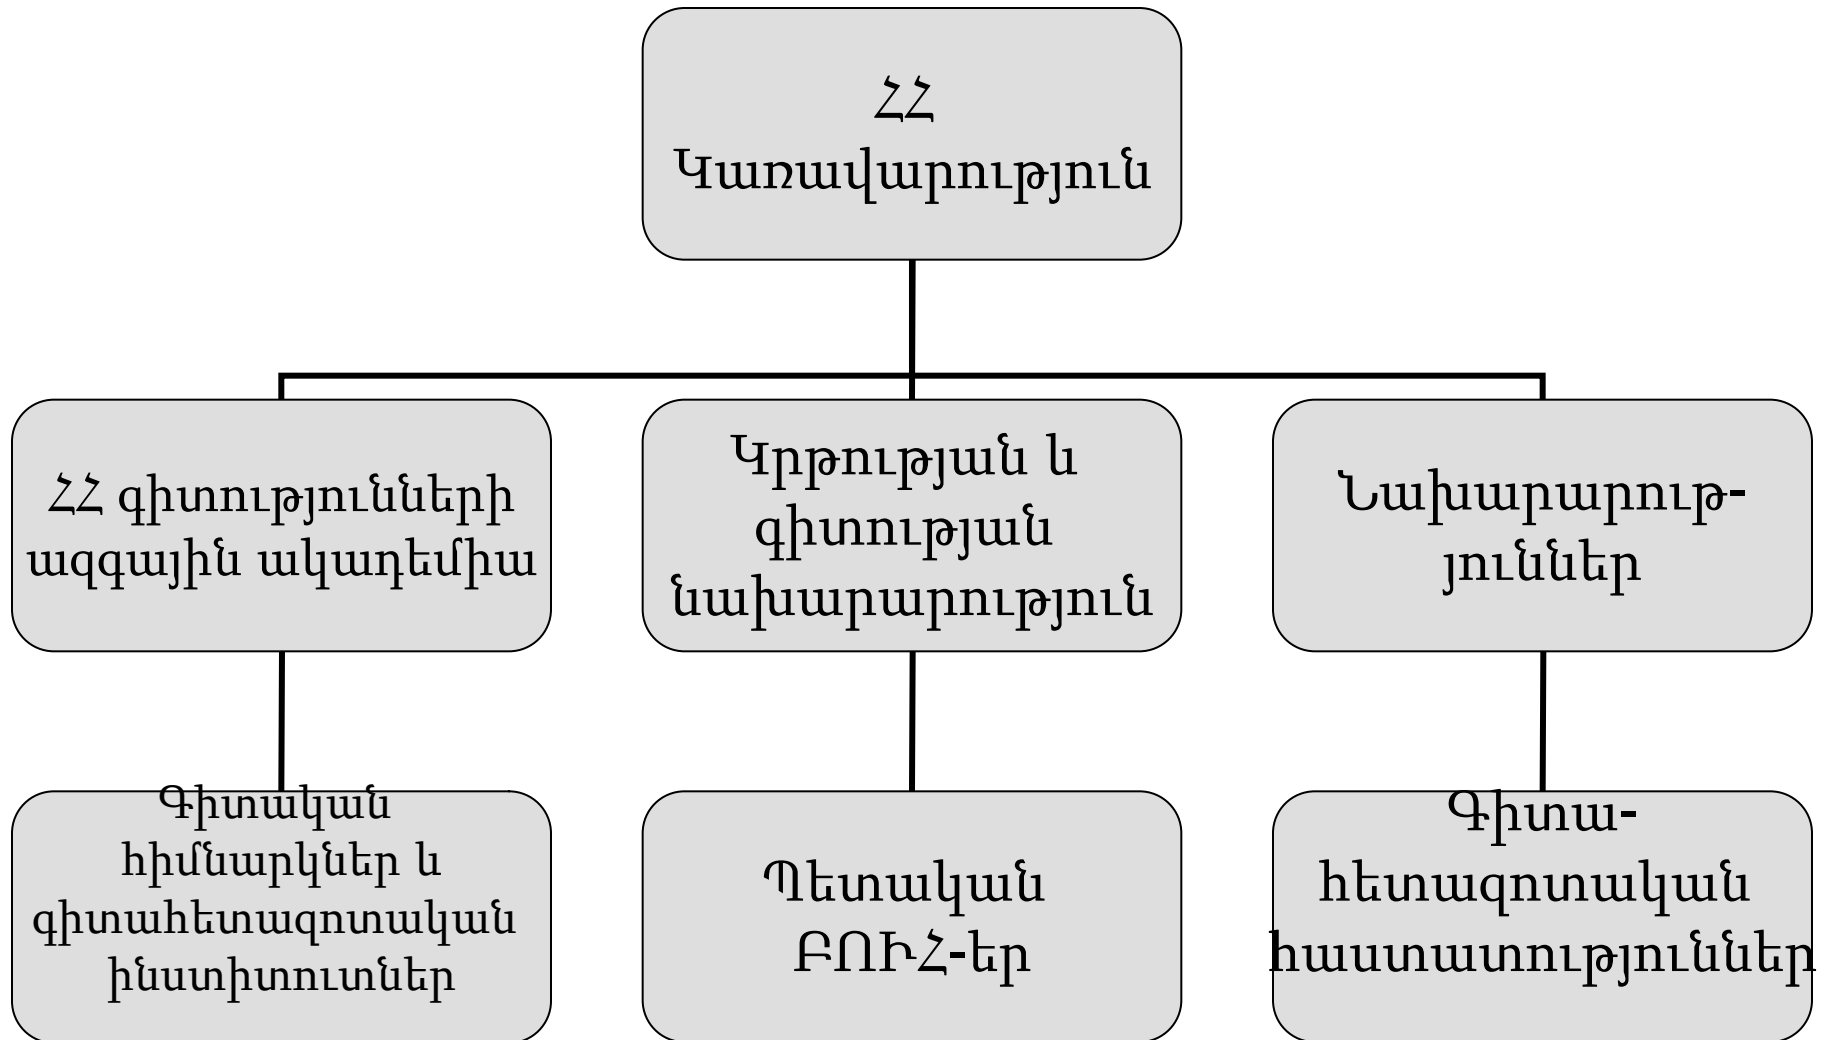 ՀՀ
Կառավարություն
ՀՀ գիտությունների
ազգային ակադեմիա
Կրթության և
գիտության
նախարարություն
Նախարարութ-
յուններ
Գիտական
հիմնարկներ և
գիտահետազոտական
ինստիտուտներ
Պետական
ԲՈՒՀ-եր
Գիտա-
հետազոտական
հաստատություններ